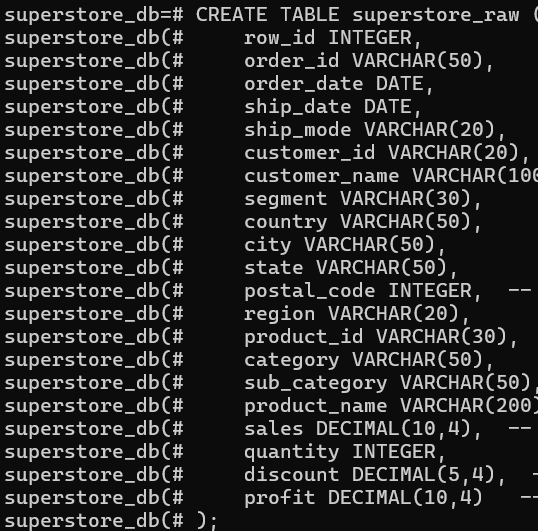 superstore_db=# CREATE TABLE superstore_raw (
superstore_db(#     row_id INTEGER,
superstore_db(#     order_id VARCHAR(50),
superstore_db(#     order_date DATE,
superstore_db(#     ship_date DATE,
superstore_db(#     ship_mode VARCHAR(20),
superstore_db(#     customer_id VARCHAR(20),
superstore_db(#     customer_name VARCHAR(100
superstore_db(#     segment VARCHAR(30),
superstore_db(#     country VARCHAR(50),
superstore_db(#     city VARCHAR(50),
superstore_db(#     state VARCHAR(50),
superstore_db(#     postal_code INTEGER,  --
superstore_db(#     region VARCHAR(20),
superstore_db(#     product_id VARCHAR(30),
superstore_db(#     category VARCHAR(50),
superstore_db(#     sub_category VARCHAR(50),
superstore_db(#     product_name VARCHAR(200)
superstore_db(#     sales DECIMAL(10,4),  --
superstore_db(#     quantity INTEGER,
superstore_db(#     discount DECIMAL(5,4),  -
superstore_db(#     profit DECIMAL(10,4)   --
superstore_db(# );